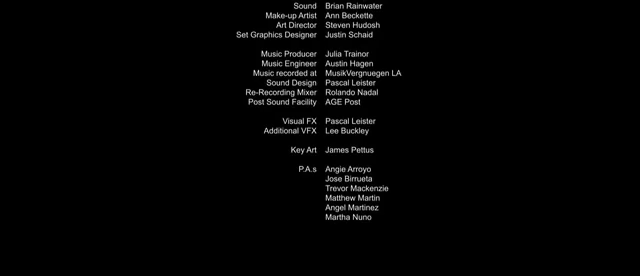 Sound Brian Rainwater
Make-up Artist Ann Beckette
Art Director Steven Hudosh
Set Graphics Designer Justin Schaid
Music Producer Julia Trainor
Music Engineer Austin Hagen
Music recorded at MusikVergnuegen LA
Sound Design Pascal Leister
Re-Recording Mixer Rolando Nadal
Post Sound Facility AGE Post
Visual FX Pascal Leister
Additional VFX Lee Buckley
Key Art James Pettus
P.A.s Angie Arroyo
Jose Birrueta
Trevor Mackenzie
Matthew Martin
Angel Martinez
Martha Nuno